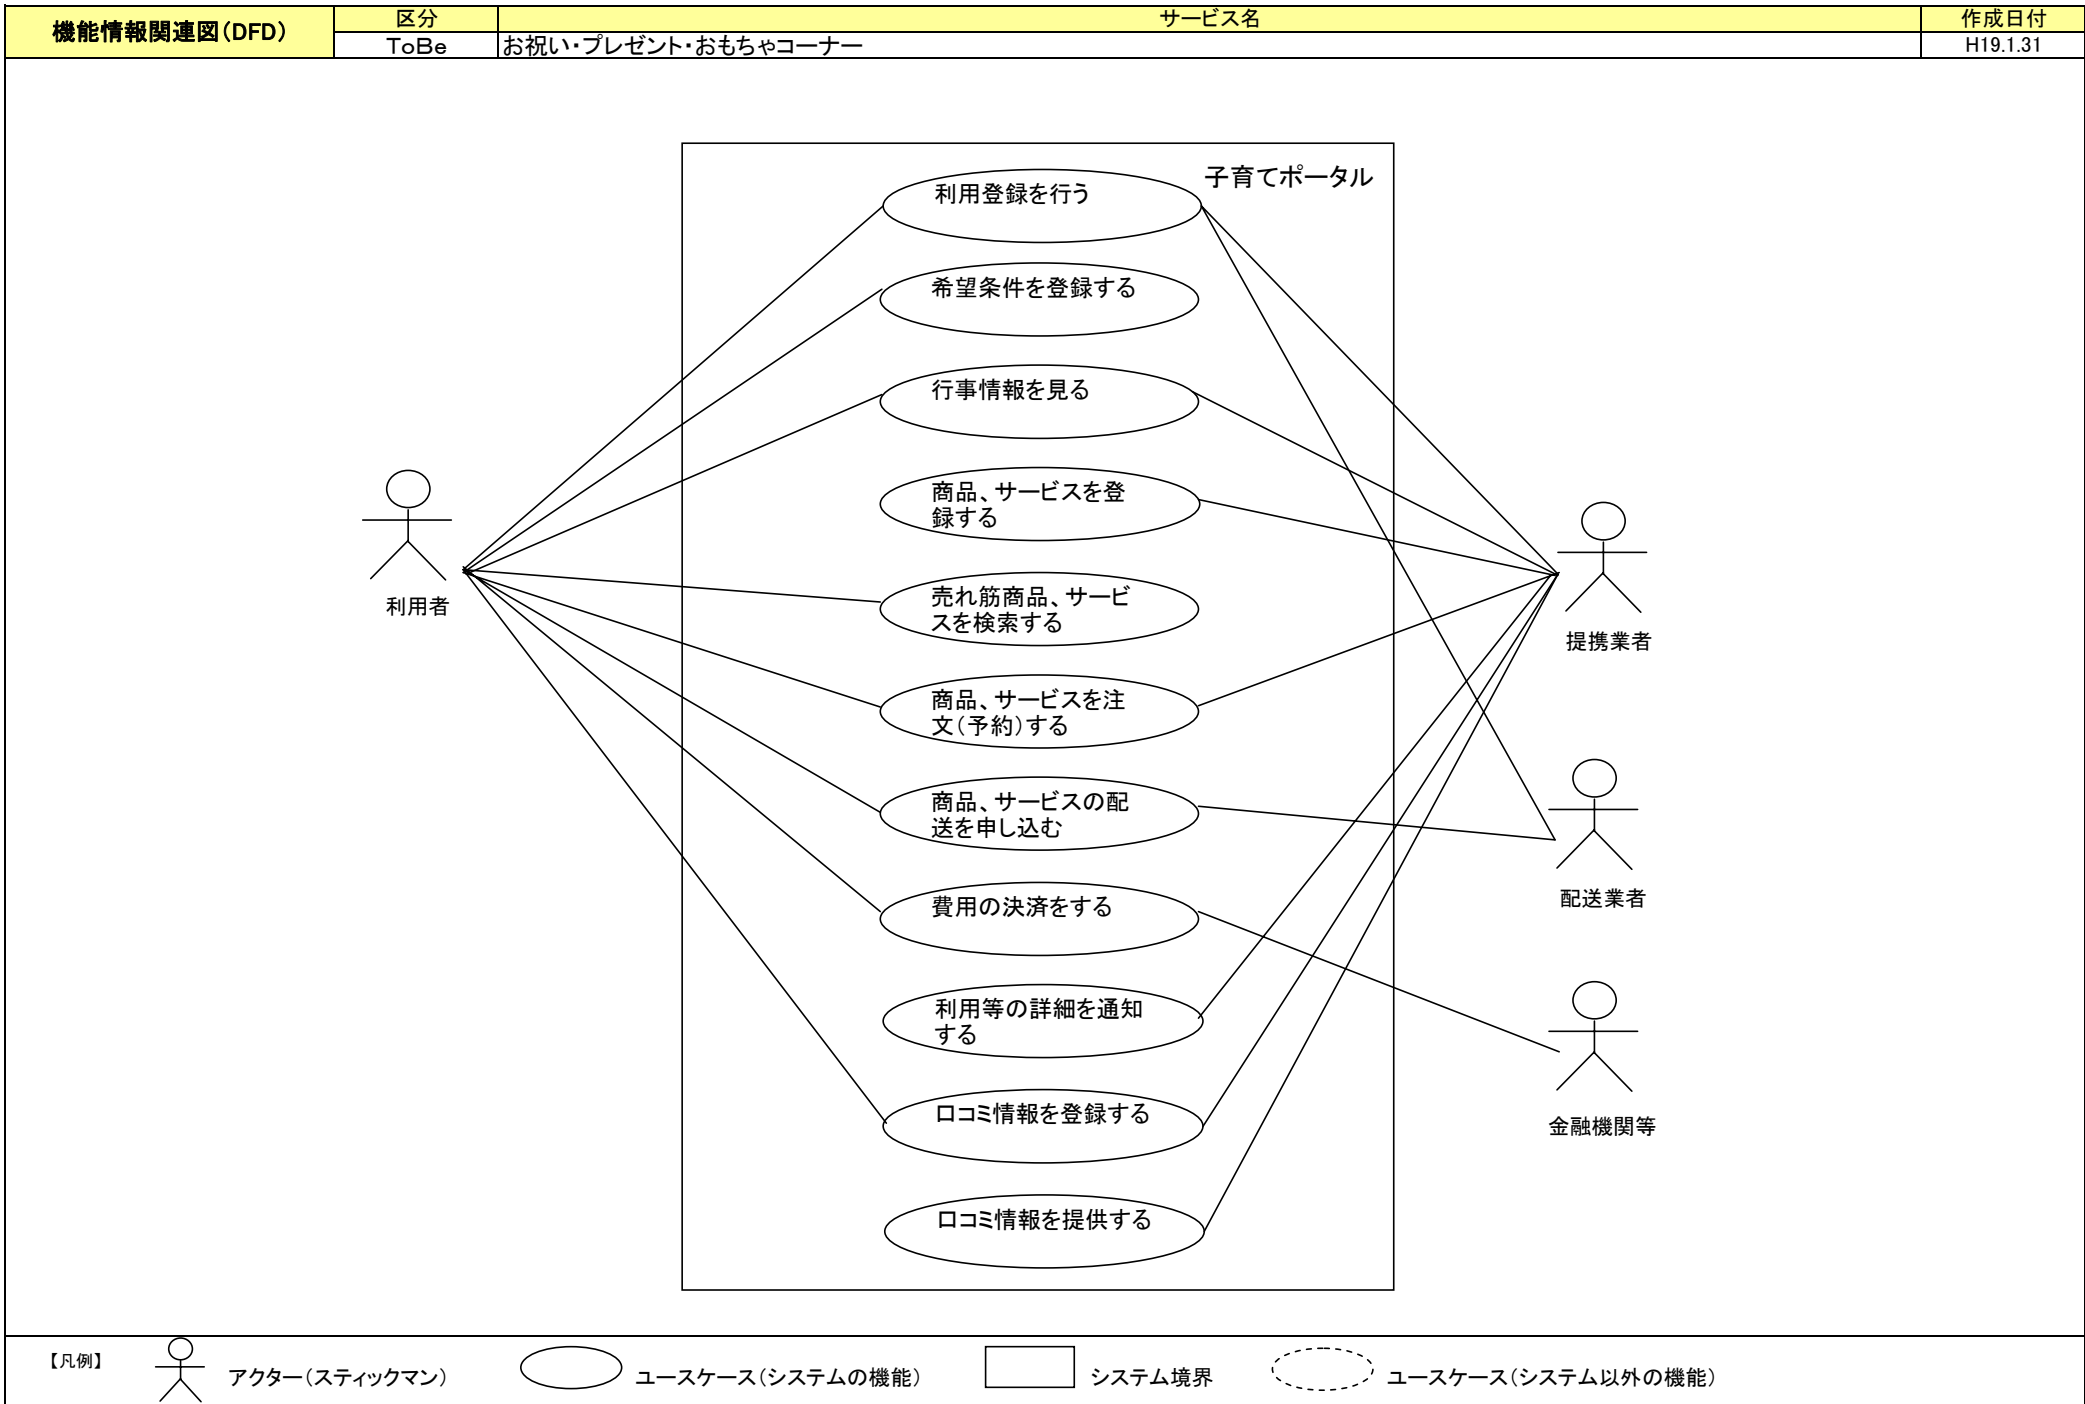 機能情報関連図(DFD)
区分
サービス名
作成日付
ToBe
お祝い・プレゼント・おもちゃコーナー
H19.1.31
子育てポータル
利用登録を行う
希望条件を登録する
行事情報を見る
商品、サービスを登
録する
売れ筋商品、サービ
スを検索する
商品、サービスを注
文(予約)する
商品、サービスの配
送を申し込む
費用の決済をする
利用等の詳細を通知
する
口コミ情報を登録する
口コミ情報を提供する
利用者
提携業者
配送業者
金融機関等
【凡例】
アクター(スティックマン)
ユースケース(システムの機能)
システム境界
ユースケース(システム以外の機能)